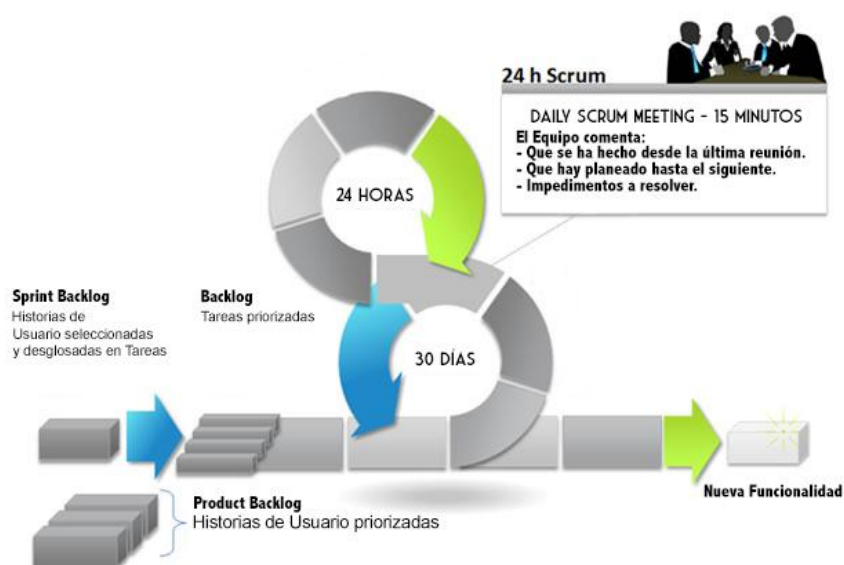 24 h Scrum
DAILY SCRUM MEETING - 15 MINUTOS
El Equipo comenta:
- Que se ha hecho desde la última reunión.
- Que hay planeado hasta el siguiente.
- Impedimentos a resolver.
24 HORAS
Sprint Backlog
Historias de
Usuario seleccionadas
y desglosadas en Tareas
Backlog
Tareas priorizadas
30 DÍAS
Nueva Funcionalidad
Product Backlog
Historias de Usuario priorizadas